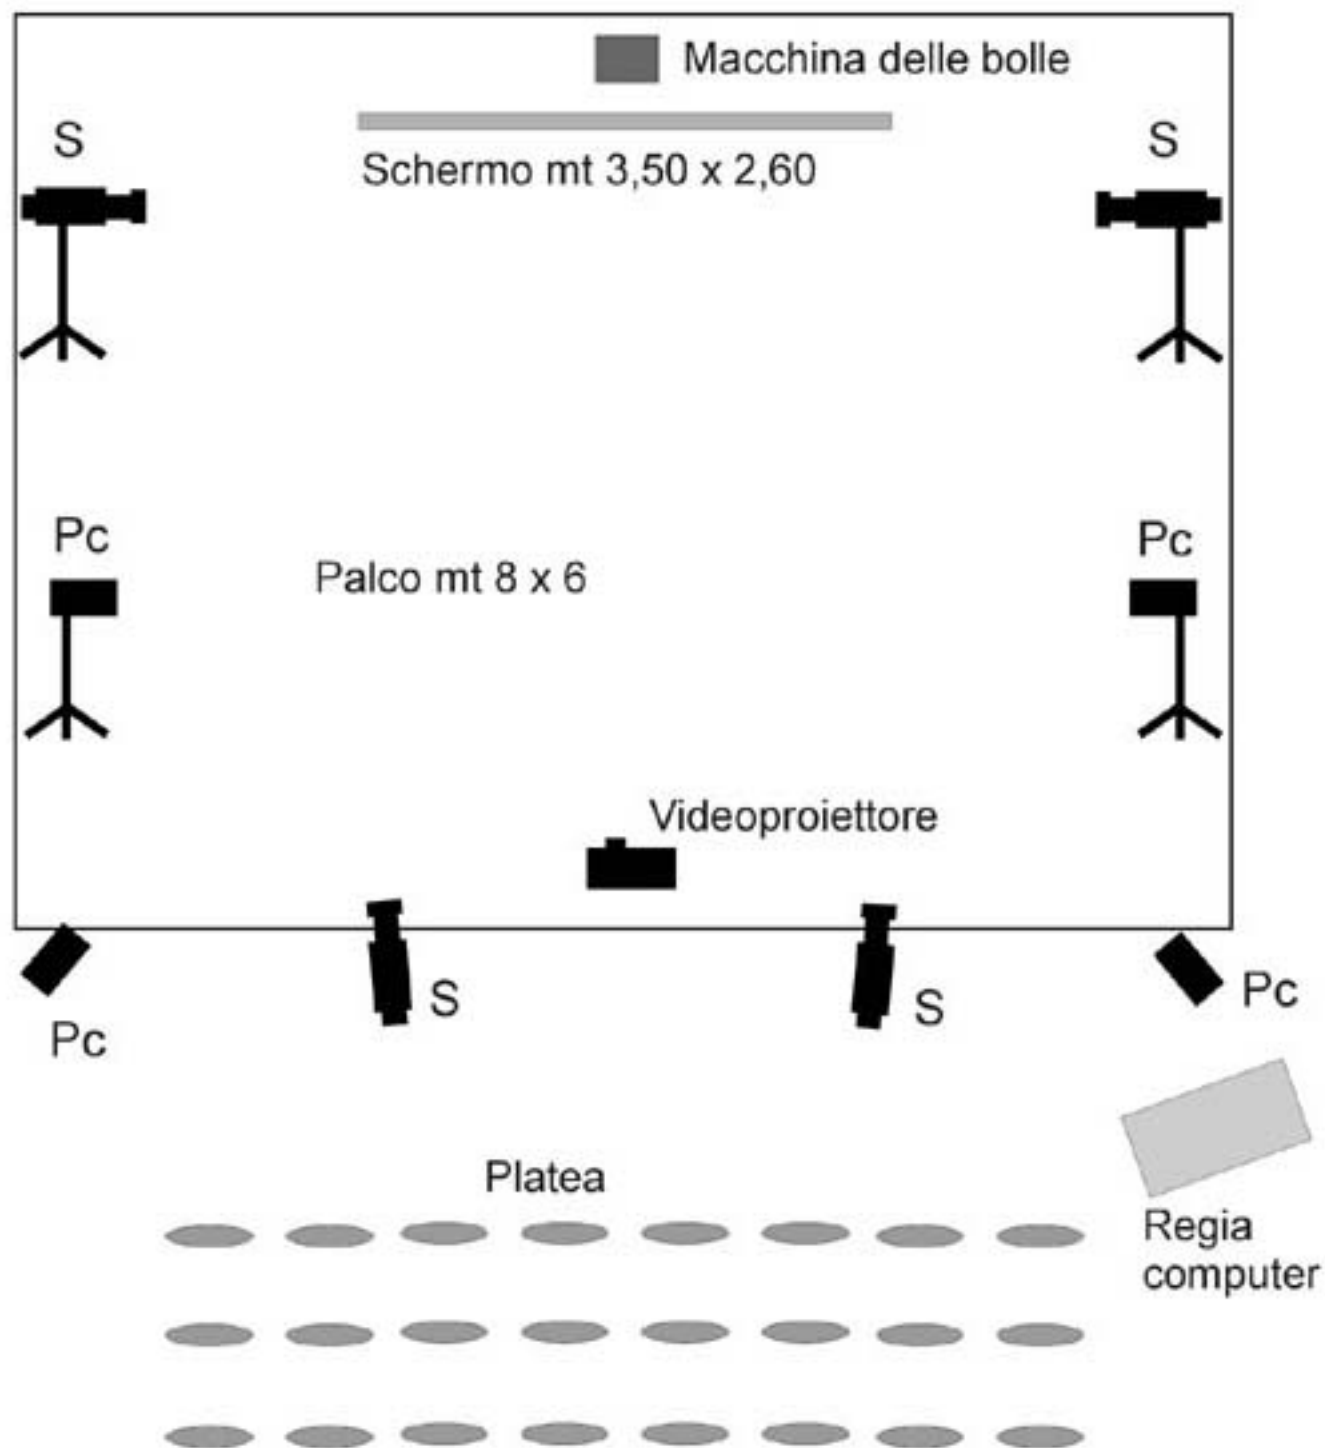 Macchina delle bolle
S
S
Schermo mt 3,50 x 2,60
Pc
Pc
Palco mt 8 x 6
Videoproiettore
Pc
S
S
Pc
Platea
Regia
computer